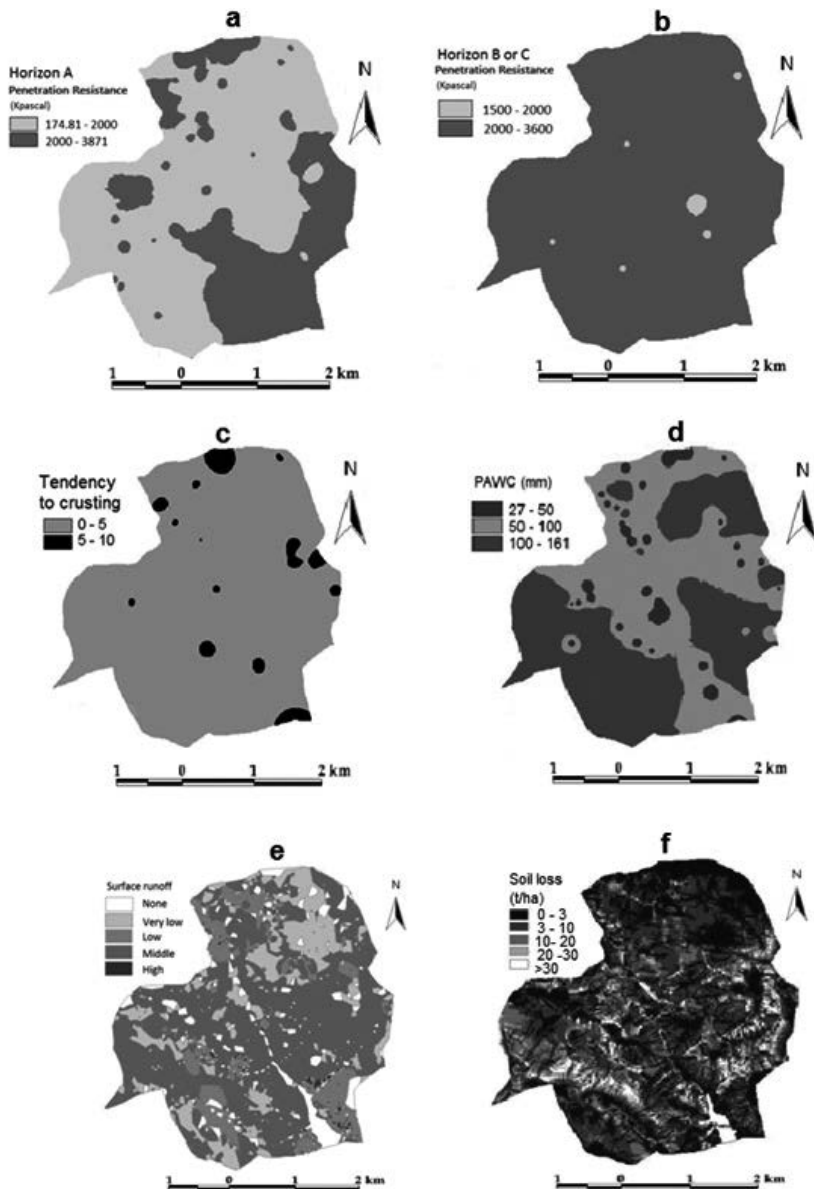 a
Horizon A
Penetration Resistance
(Kpascal)
174.81 - 2000
2000 - 3871
N
1 0 1 2 km
b
Horizon B or C
Penetration Resistance
(Kpascal)
1500 - 2000
2000 - 3600
N
1 0 1 2 km
c
Tendency
to crusting
0 - 5
5 - 10
N
1 0 1 2 km
d
PAWC (mm)
27 - 50
50 - 100
100 - 161
N
1 0 1 2 km
e
Surface runoff
None
Very low
Low
Middle
High
N
1 0 1 2 km
f
Soil loss
(t/ha)
0 - 3
3 - 10
10- 20
20 -30
>30
N
1 0 1 2 km